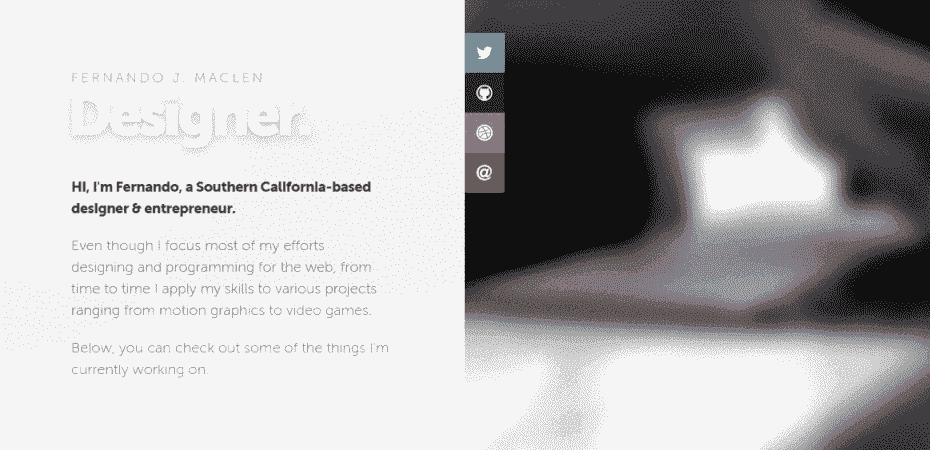 FERNANDO J. MACLEN
Designer.
Hi, I'm Fernando, a Southern California-based
designer & entrepreneur.
Even though I focus most of my efforts
designing and programming for the web, from
time to time I apply my skills to various projects
ranging from motion graphics to video games.
Below, you can check out some of the things I'm
currently working on.
@